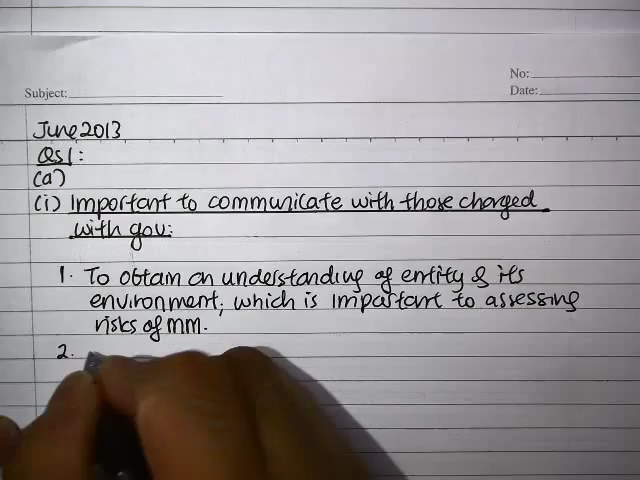 No:
Subject:
Date:
June 2013
Qs1:
(a)
(i) Important to communicate with those charged
with gov:
1. To obtain an understanding of entity & its
environment, which is important to assessing
risks of MM.
2.